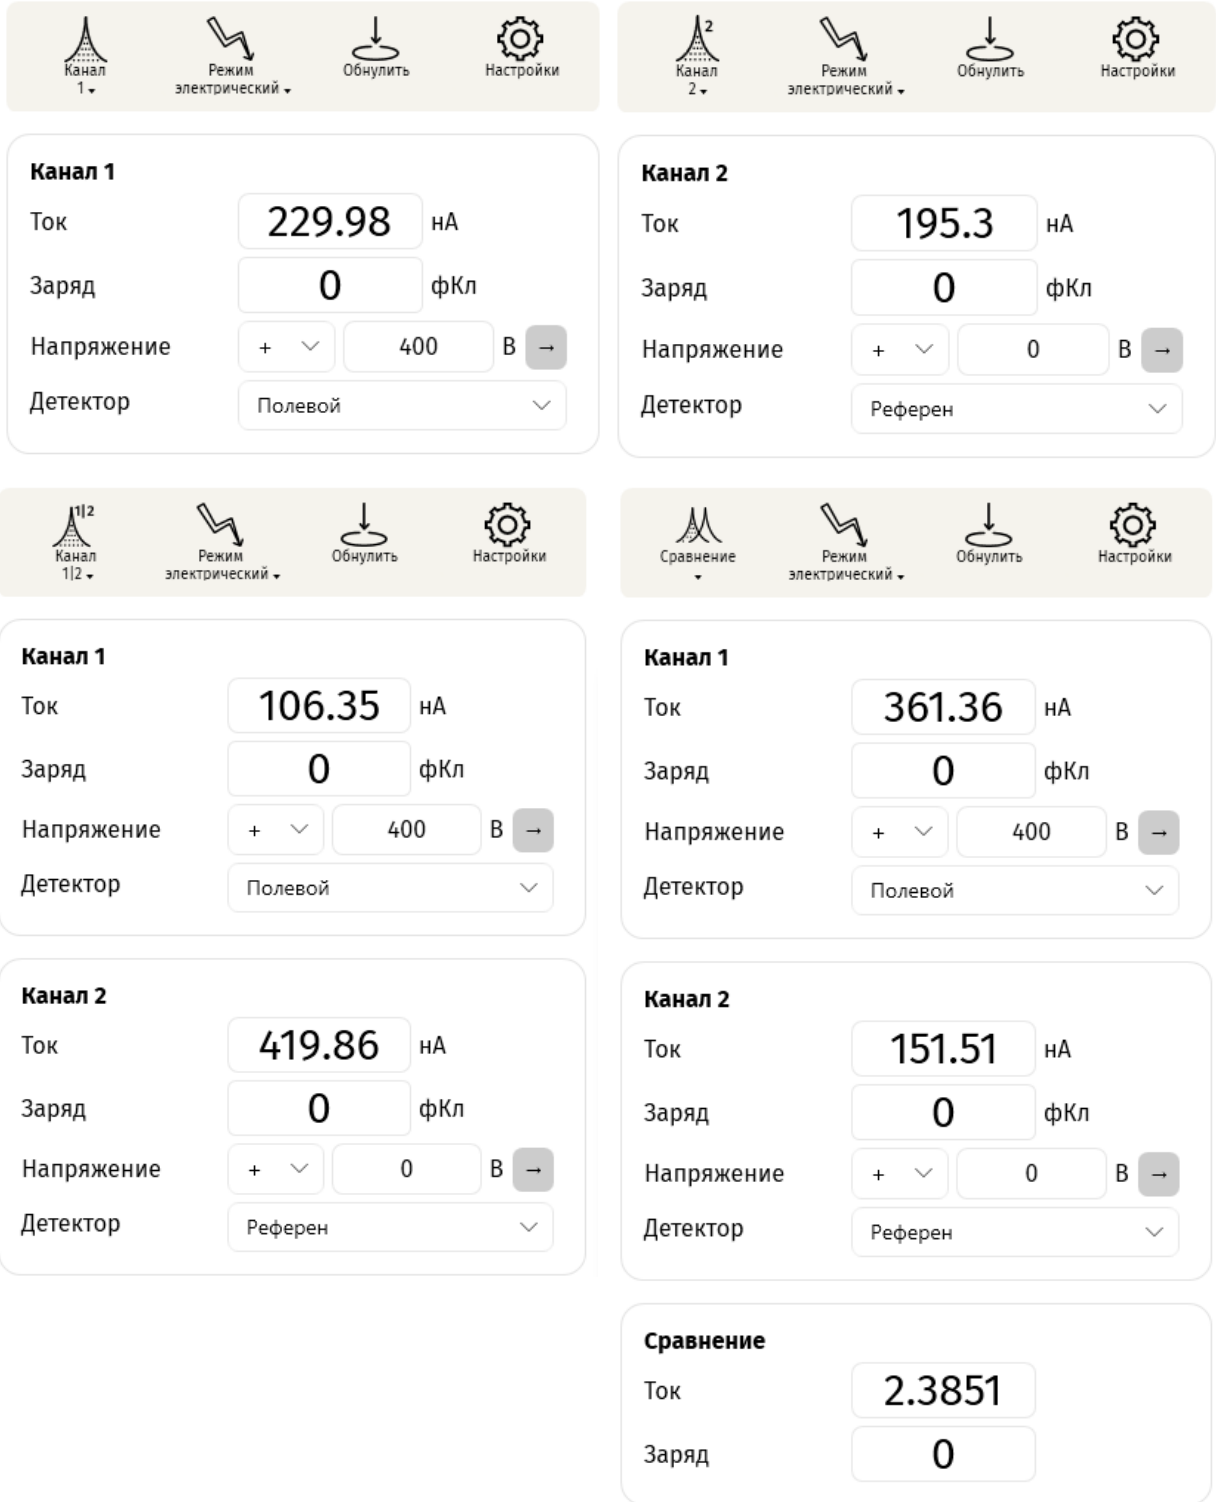 Канал
1
Режим
электрический
Обнулить
Настройки
Канал 1
Ток 229.98 нА
Заряд 0 фКл
Напряжение + 400 В →
Детектор Полевой
2
Канал
2
Режим
электрический
Обнулить
Настройки
Канал 2
Ток 195.3 нА
Заряд 0 фКл
Напряжение + 0 В →
Детектор Референ
1|2
Канал
1|2
Режим
электрический
Обнулить
Настройки
Канал 1
Ток 106.35 нА
Заряд 0 фКл
Напряжение + 400 В →
Детектор Полевой
Канал 2
Ток 419.86 нА
Заряд 0 фКл
Напряжение + 0 В →
Детектор Референ
Сравнение
Режим
электрический
Обнулить
Настройки
Канал 1
Ток 361.36 нА
Заряд 0 фКл
Напряжение + 400 В →
Детектор Полевой
Канал 2
Ток 151.51 нА
Заряд 0 фКл
Напряжение + 0 В →
Детектор Референ
Сравнение
Ток 2.3851
Заряд 0